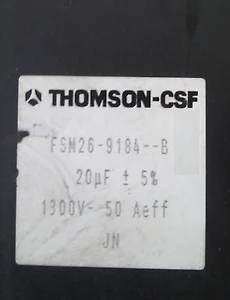 THOMSON-CSF
FSM26-9184--B
20µF ± 5%
1300V- 50 Aeff
JN